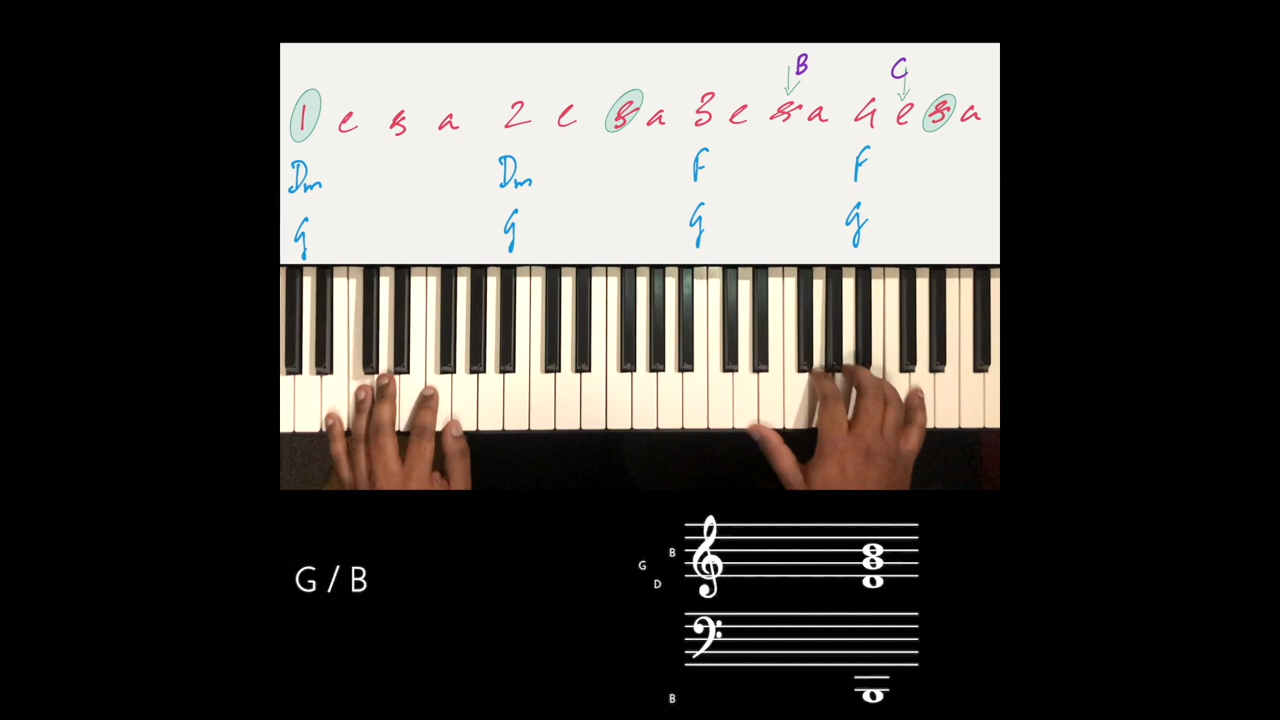 B C
1 e & a 2 e & a 3 e & a 4 e & a
Dm Dm F F
G G G G
G / B
B
G
D
B